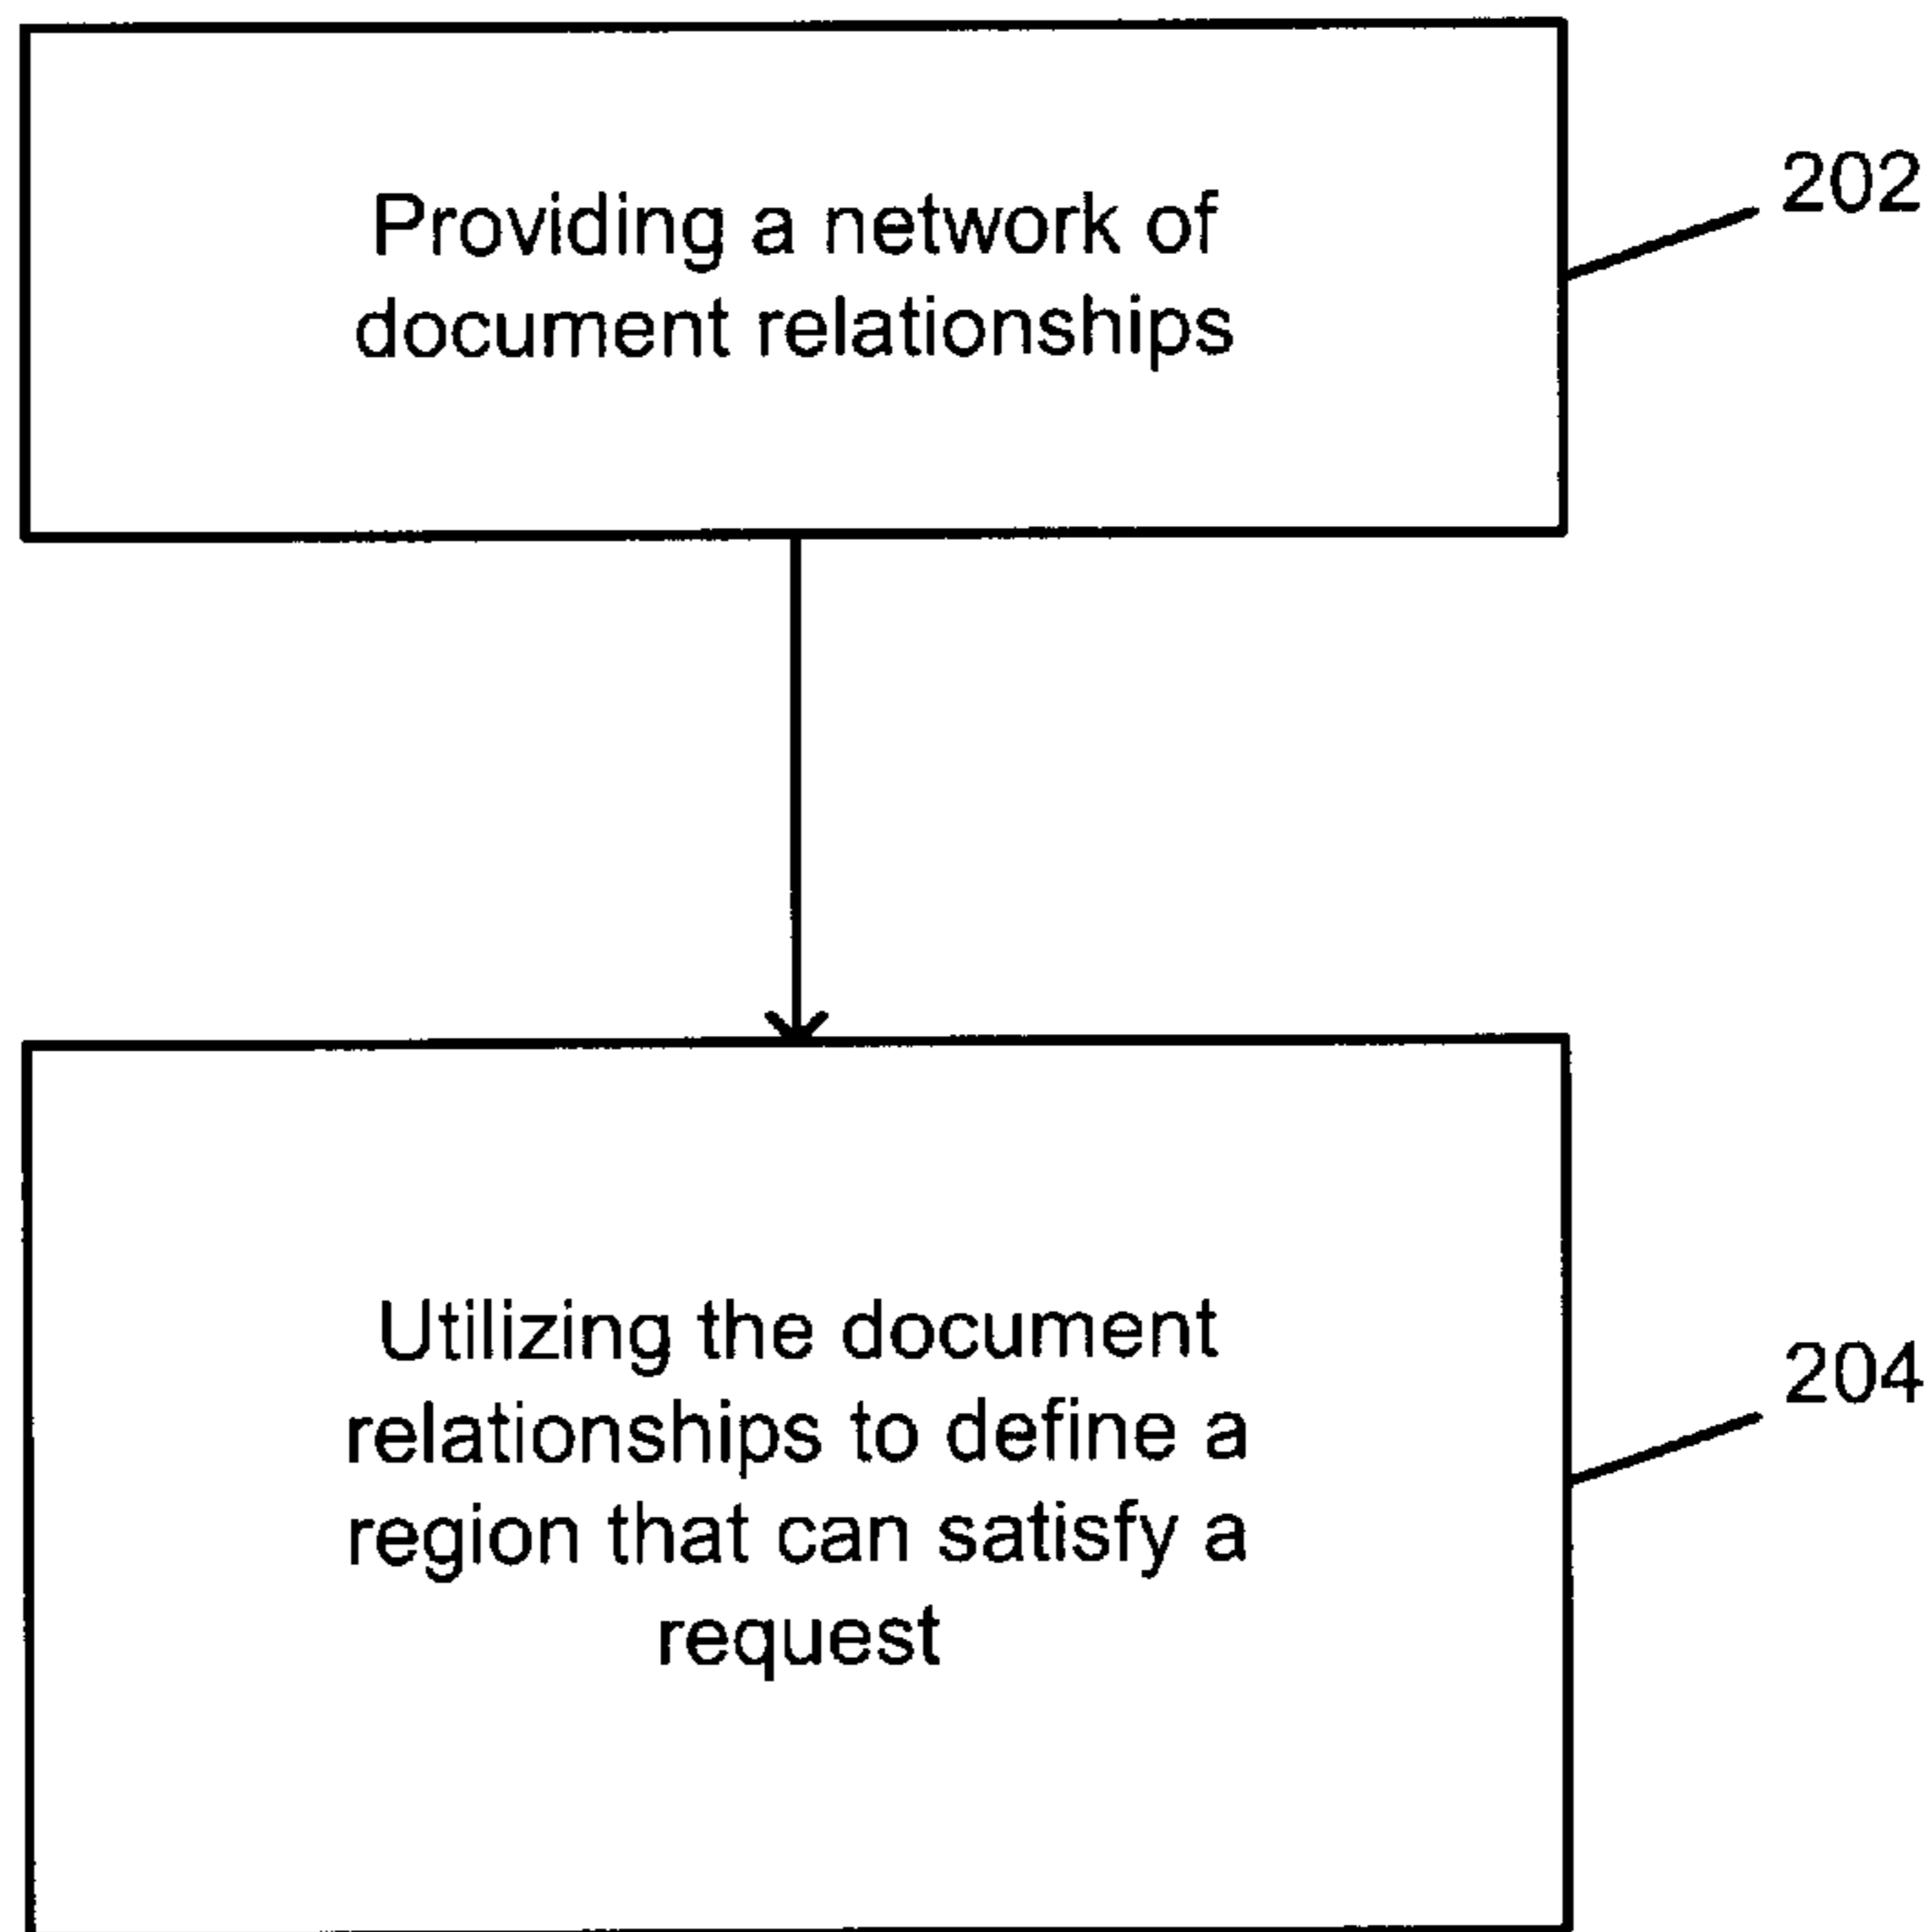 Providing a network of
document relationships
202
Utilizing the document
relationships to define a
region that can satisfy a
request
204